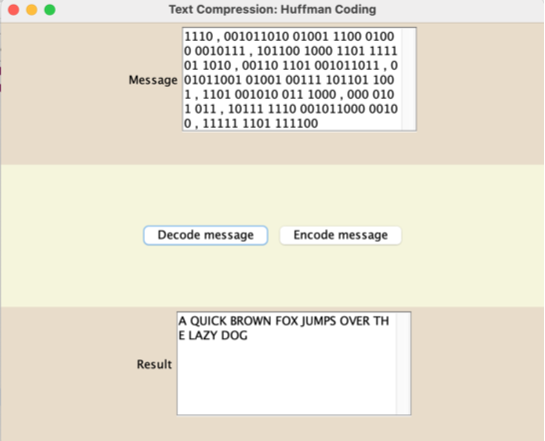 Text Compression: Huffman Coding
Message
1110 , 001011010 01001 1100 0100
0 0010111 , 101100 1000 1101 1111
01 1010 , 00110 1101 001011011 , 0
01011001 01001 00111 101101 100
1 , 1101 001010 011 1000 , 000 010
1 011 , 10111 1110 001011000 0010
0 , 11111 1101 111100
Decode message
Encode message
Result
A QUICK BROWN FOX JUMPS OVER TH
E LAZY DOG